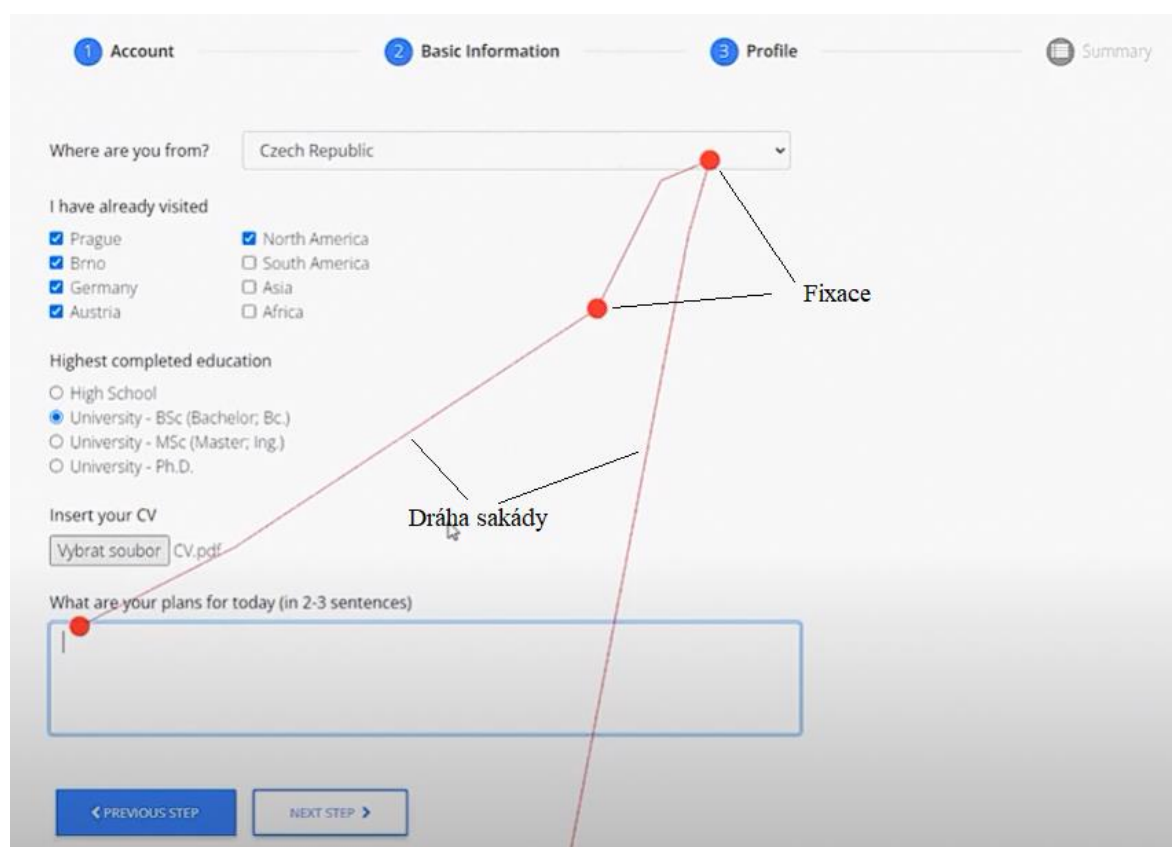 1 Account 2 Basic Information 3 Profile Summary
Where are you from? Czech Republic
I have already visited
Prague North America
Brno South America
Germany Asia
Fixace
Austria Africa
Highest completed education
High School
University - BSc (Bachelor; Bc.)
University - MSc (Master; Ing.)
University - Ph.D.
Insert your CV
Dráha sakády
Vybrat soubor CV.pdf
What are your plans for today (in 2-3 sentences)
PREVIOUS STEP NEXT STEP